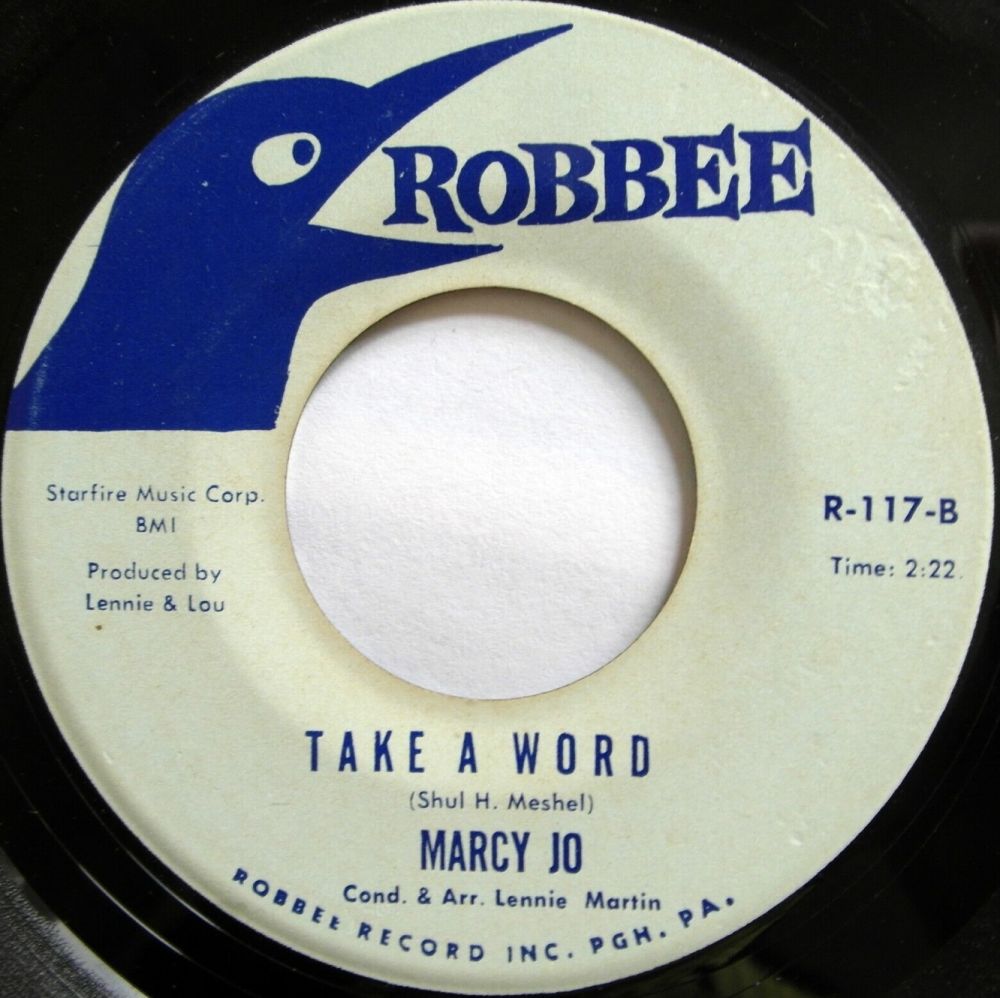 ROBBEE
Starfire Music Corp.
BMI
Produced by
Lennie & Lou
R-117-B
Time: 2:22
TAKE A WORD
(Shul H. Meshel)
MARCY JO
Cond. & Arr. Lennie Martin
ROBBEE RECORD INC. PGH. PA.